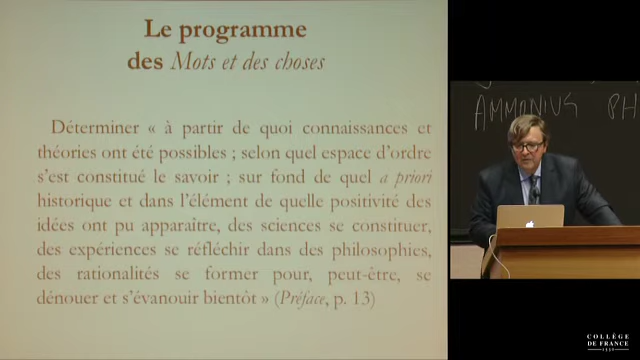 Le programme
des Mots et des choses
Déterminer « à partir de quoi connaissances et
théories ont été possibles ; selon quel espace d'ordre
s'est constitué le savoir ; sur fond de quel a priori
historique et dans l'élément de quelle positivité des
idées ont pu apparaître, des sciences se constituer,
des expériences se réfléchir dans des philosophies,
des rationalités se former pour, peut-être, se
dénouer et s'évanouir bientôt » (Préface, p. 13)
AMMONIUS PH
COLLÈGE
DE FRANCE
1530